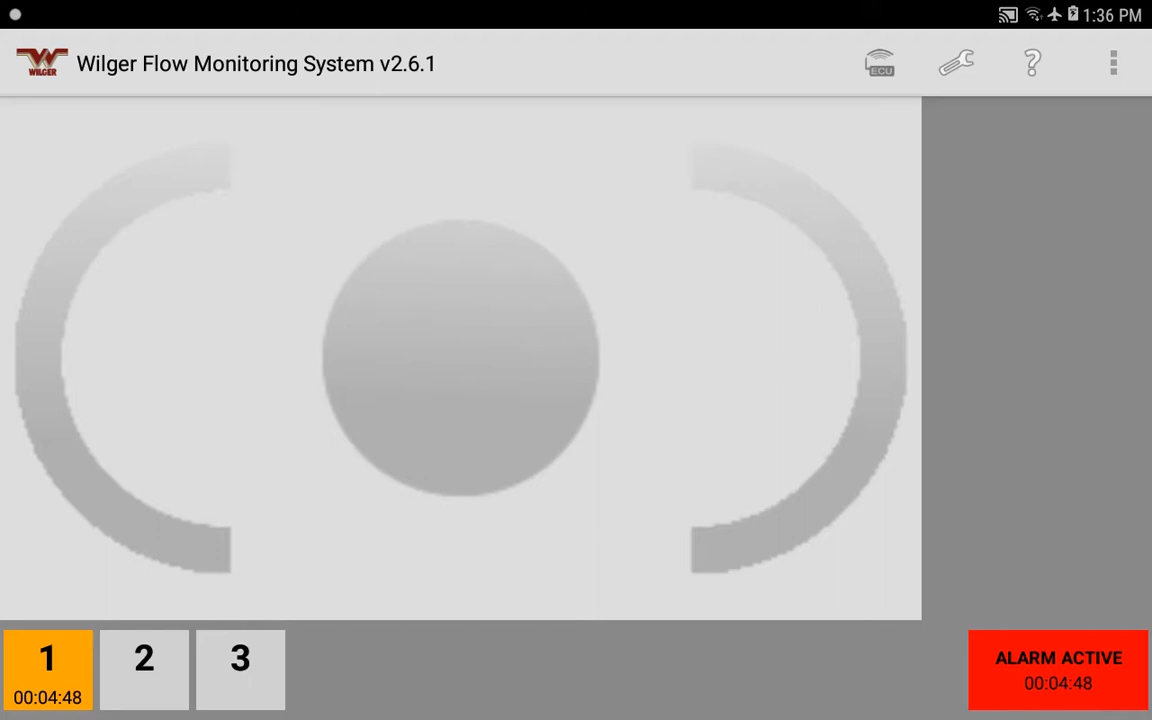 1:36 PM
WILGER
Wilger Flow Monitoring System v2.6.1
ECU
?
1
00:04:48
2
3
ALARM ACTIVE
00:04:48